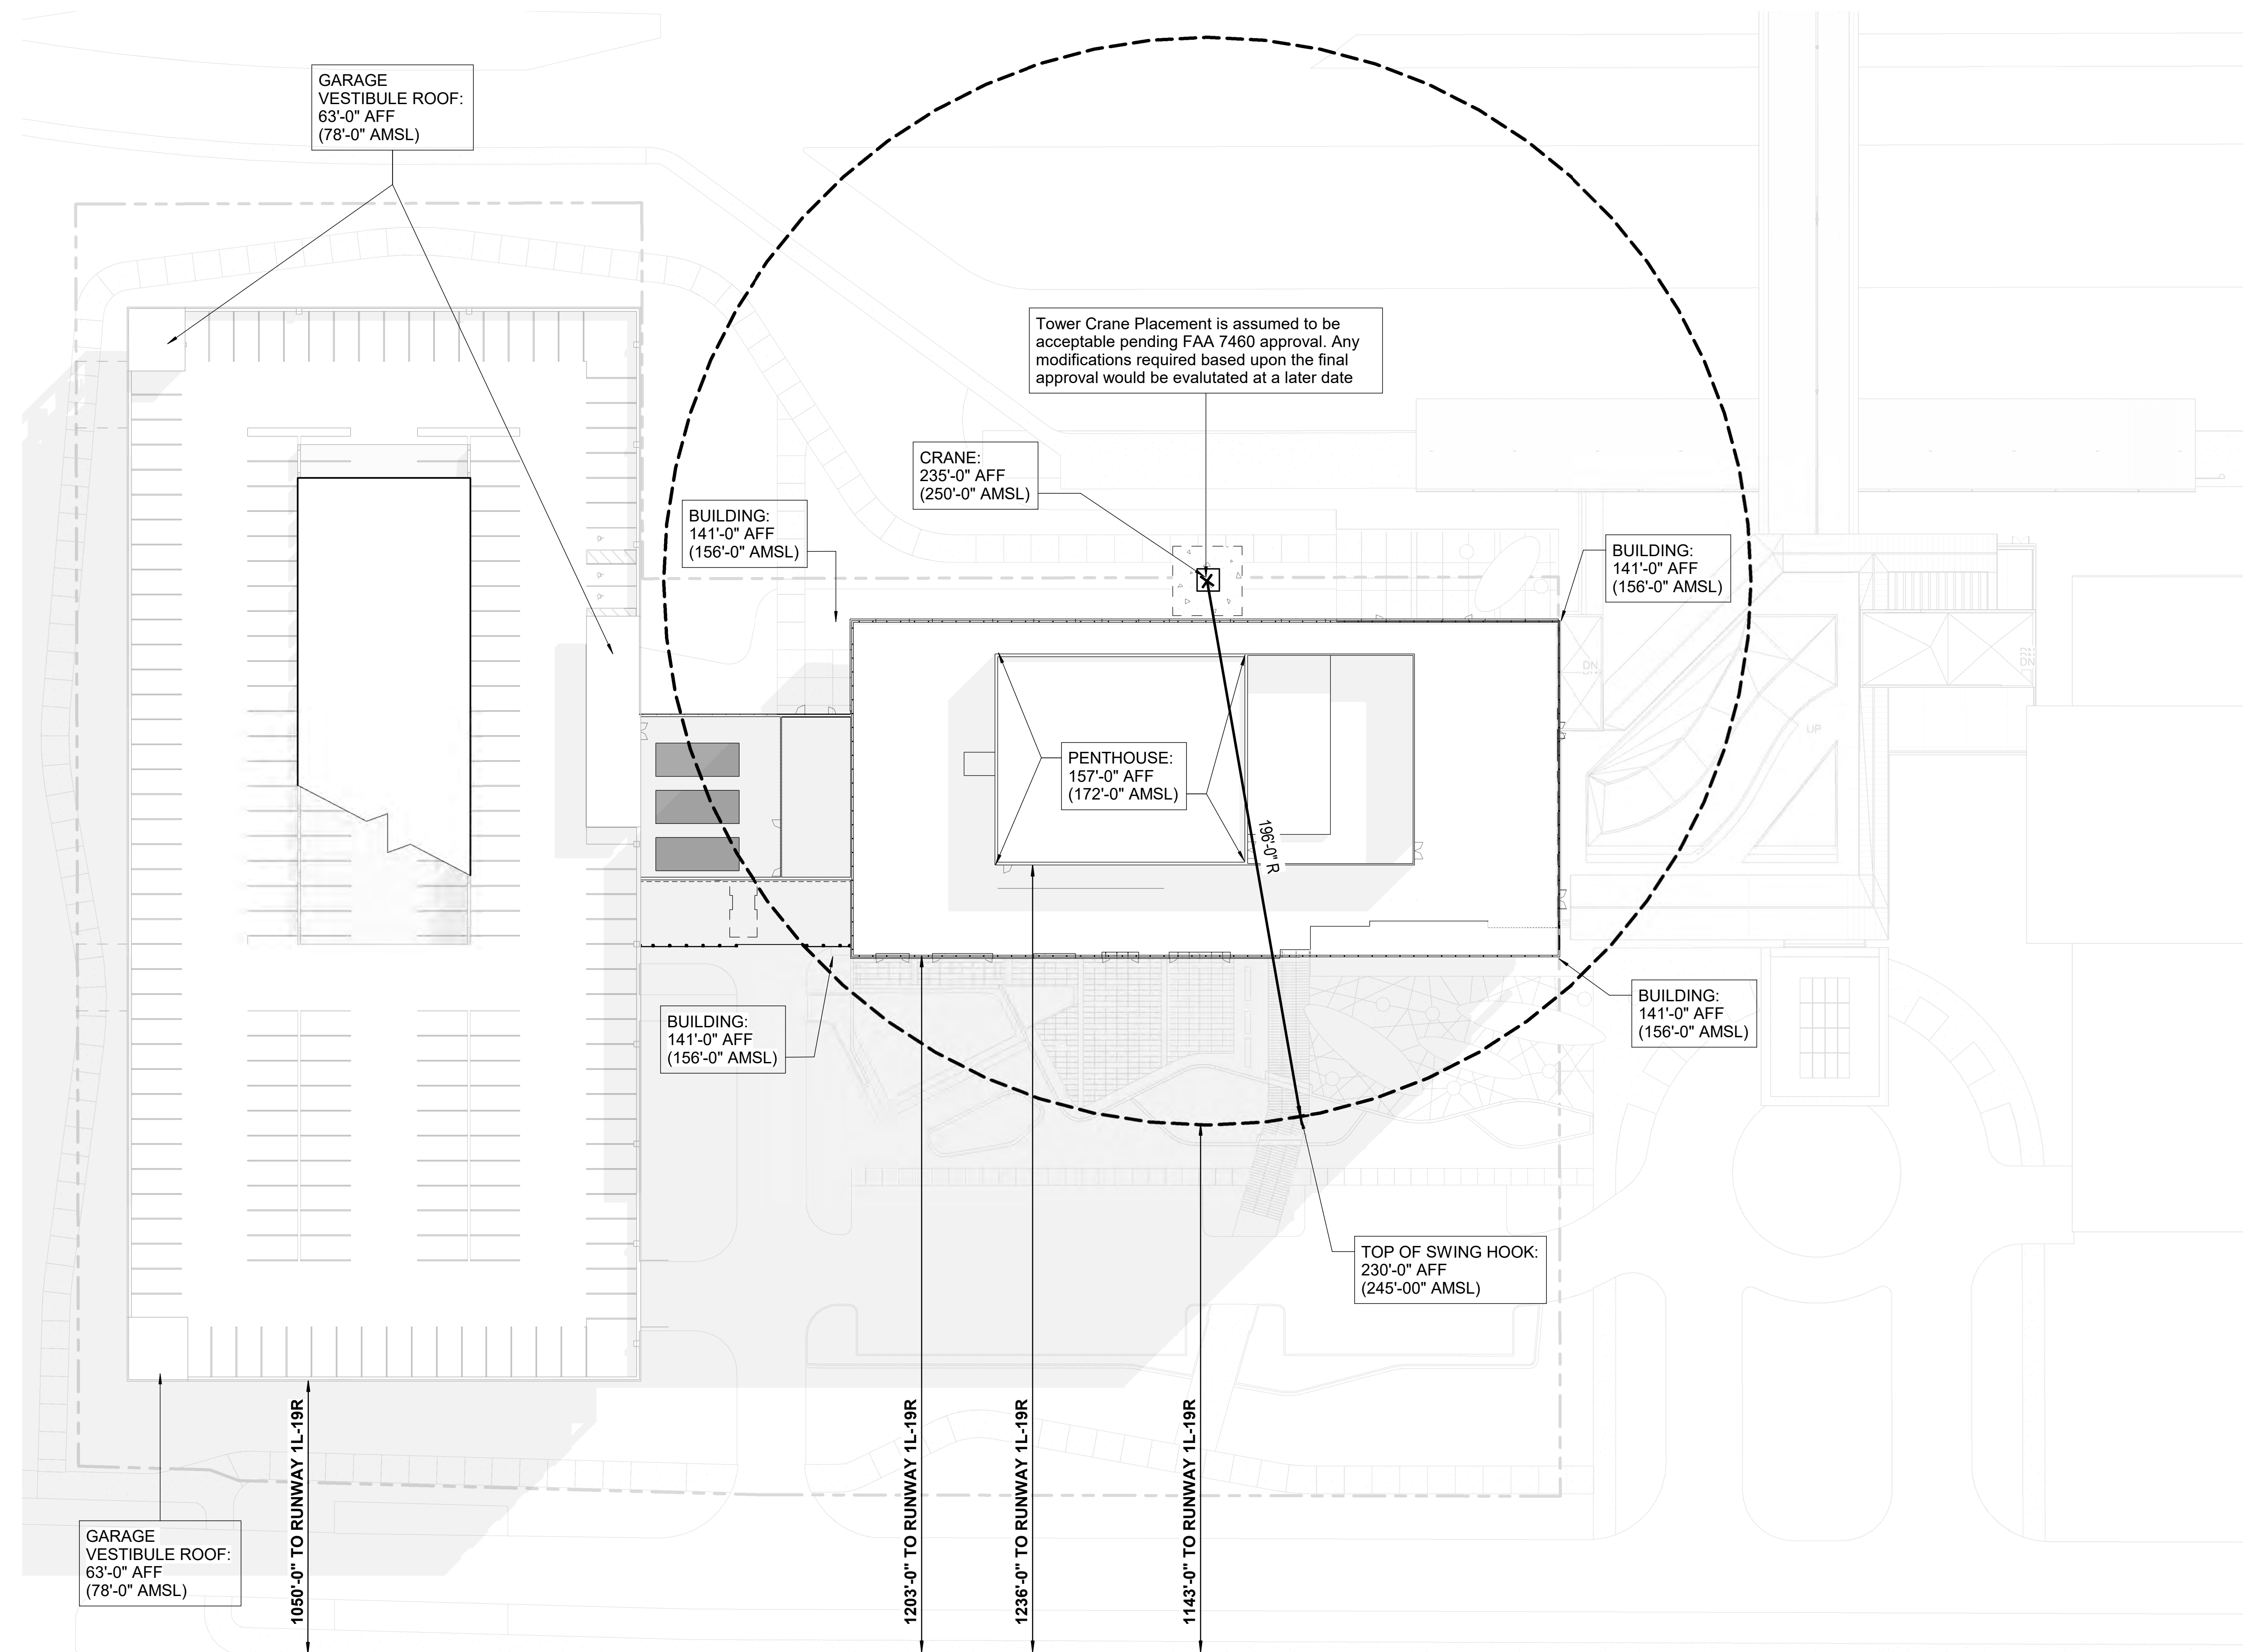 GARAGE
VESTIBULE ROOF:
63'-0" AFF
(78'-0" AMSL)
Tower Crane Placement is assumed to be
acceptable pending FAA 7460 approval. Any
modifications required based upon the final
approval would be evalutated at a later date
CRANE:
235'-0" AFF
(250'-0" AMSL)
BUILDING:
141'-0" AFF
(156'-0" AMSL)
BUILDING:
141'-0" AFF
(156'-0" AMSL)
DN
DN
UP
PENTHOUSE:
157'-0" AFF
(172'-0" AMSL)
196'-0" R
BUILDING:
141'-0" AFF
(156'-0" AMSL)
BUILDING:
141'-0" AFF
(156'-0" AMSL)
TOP OF SWING HOOK:
230'-0" AFF
(245'-00" AMSL)
GARAGE
VESTIBULE ROOF:
63'-0" AFF
(78'-0" AMSL)
1050'-0" TO RUNWAY 1L-19R
1203'-0" TO RUNWAY 1L-19R
1236'-0" TO RUNWAY 1L-19R
1143'-0" TO RUNWAY 1L-19R